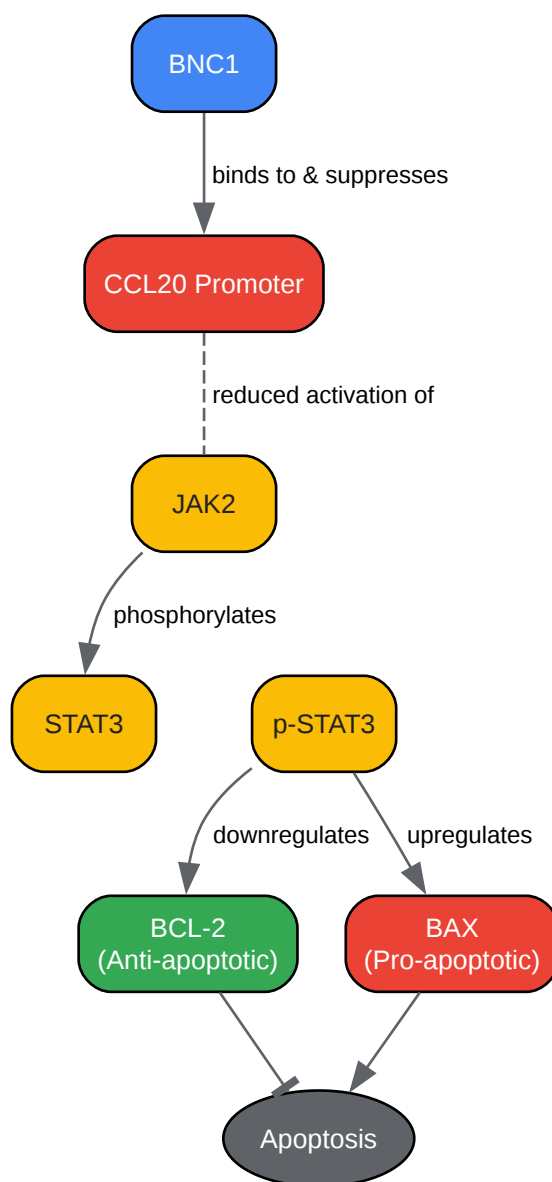 BNC1
binds to & suppresses
CCL20 Promoter
reduced activation of
JAK2
phosphorylates
STAT3
p-STAT3
downregulates
upregulates
BCL-2
(Anti-apoptotic)
BAX
(Pro-apoptotic)
Apoptosis